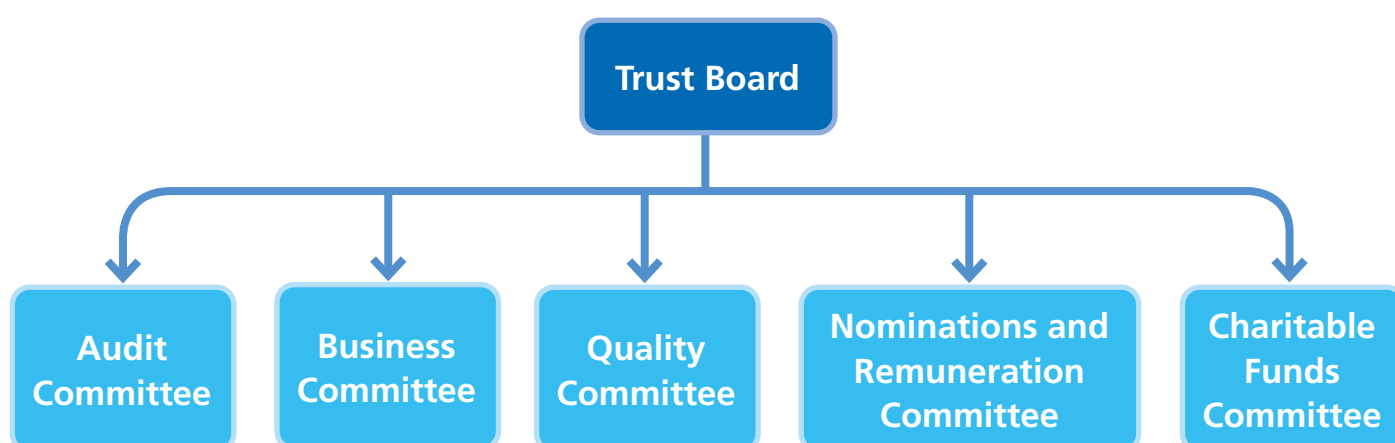 Trust Board
Audit
Committee
Business
Committee
Quality
Committee
Nominations and
Remuneration
Committee
Charitable
Funds
Committee